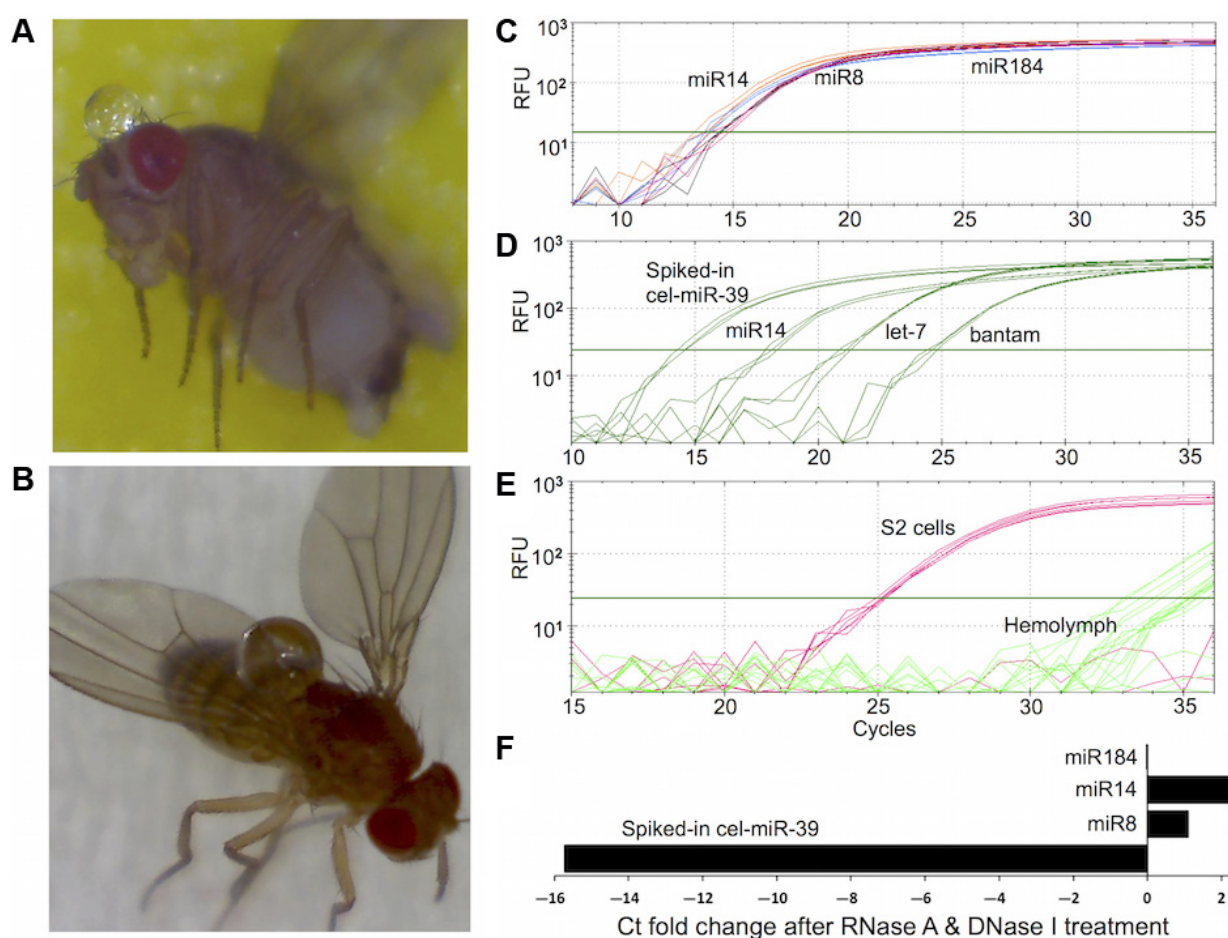 A
B
C
10³
10²
10¹
RFU
miR14
miR8
miR184
10
15
20
25
30
35
D
10³
10²
10¹
RFU
Spiked-in
cel-miR-39
miR14
let-7
bantam
10
15
20
25
30
35
E
10³
10²
10¹
RFU
S2 cells
Hemolymph
15
20
25
30
35
Cycles
F
miR184
miR14
miR8
Spiked-in cel-miR-39
−16
−14
−12
−10
−8
−6
−4
−2
0
2
Ct fold change after RNase A & DNase I treatment